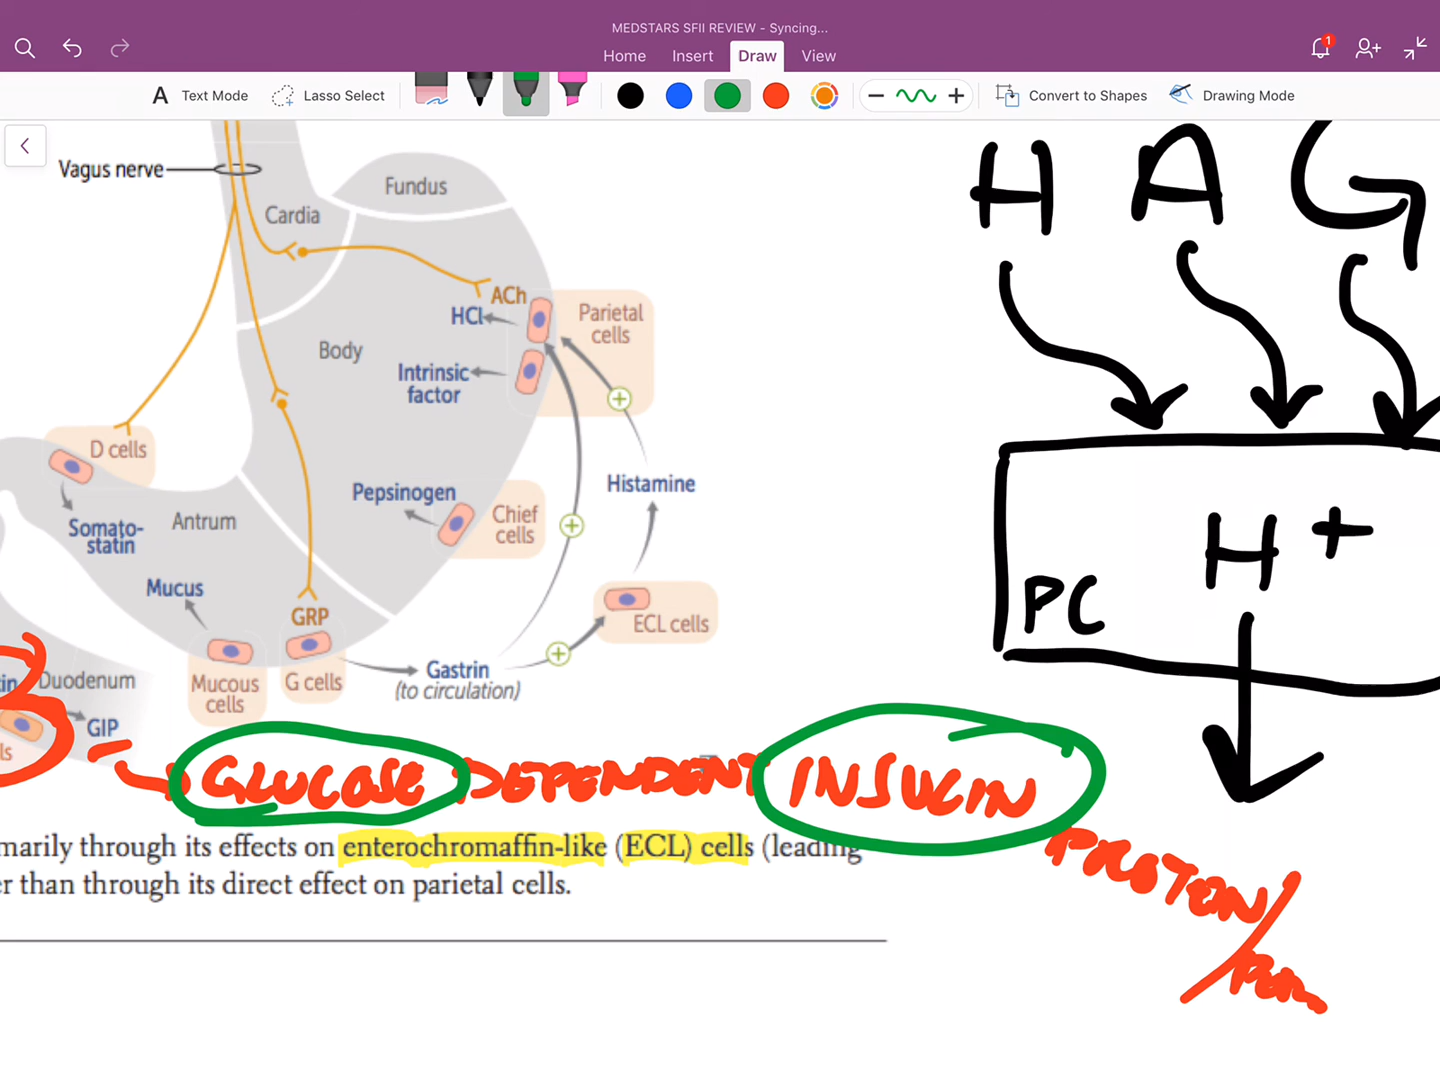 MEDSTARS SFII REVIEW - Syncing...
Home Insert Draw View
1
A Text Mode Lasso Select Convert to Shapes Drawing Mode
Vagus nerve
Fundus
Cardia
H A G
ACh
HCl
Parietal
cells
Body
Intrinsic
factor
D cells
Pepsinogen
Histamine
Chief
cells
Somato-
statin
Antrum
H+
Mucus
PC
GRP
ECL cells
Duodenum
Mucous
cells
G cells
Gastrin
(to circulation)
GIP
GLUCOSE DEPENDENT INSULIN
marily through its effects on enterochromaffin-like (ECL) cells (leading
er than through its direct effect on parietal cells.
PROTON/